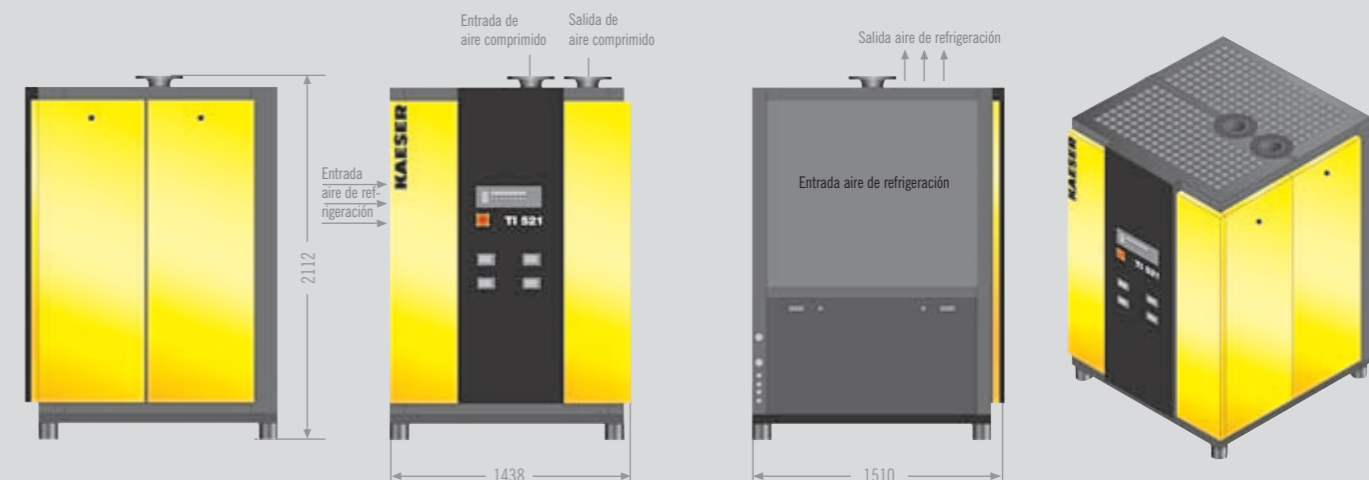 Entrada de
aire comprimido
Salida de
aire comprimido
Salida aire de refrigeración
KAESER
Entrada
aire de ref-
rigeración
TI 521
2112
Entrada aire de refrigeración
KAESER
TI 521
1438
1510